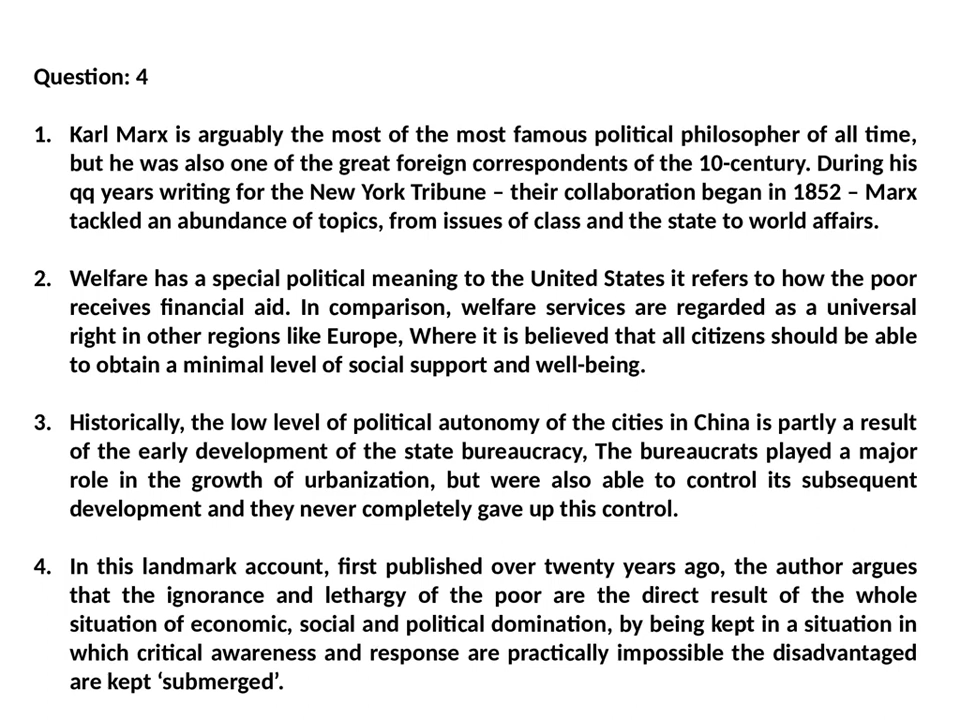 Question: 4
1. Karl Marx is arguably the most of the most famous political philosopher of all time,
but he was also one of the great foreign correspondents of the 10-century. During his
qq years writing for the New York Tribune – their collaboration began in 1852 – Marx
tackled an abundance of topics, from issues of class and the state to world affairs.
2. Welfare has a special political meaning to the United States it refers to how the poor
receives financial aid. In comparison, welfare services are regarded as a universal
right in other regions like Europe, Where it is believed that all citizens should be able
to obtain a minimal level of social support and well-being.
3. Historically, the low level of political autonomy of the cities in China is partly a result
of the early development of the state bureaucracy, The bureaucrats played a major
role in the growth of urbanization, but were also able to control its subsequent
development and they never completely gave up this control.
4. In this landmark account, first published over twenty years ago, the author argues
that the ignorance and lethargy of the poor are the direct result of the whole
situation of economic, social and political domination, by being kept in a situation in
which critical awareness and response are practically impossible the disadvantaged
are kept ‘submerged’.